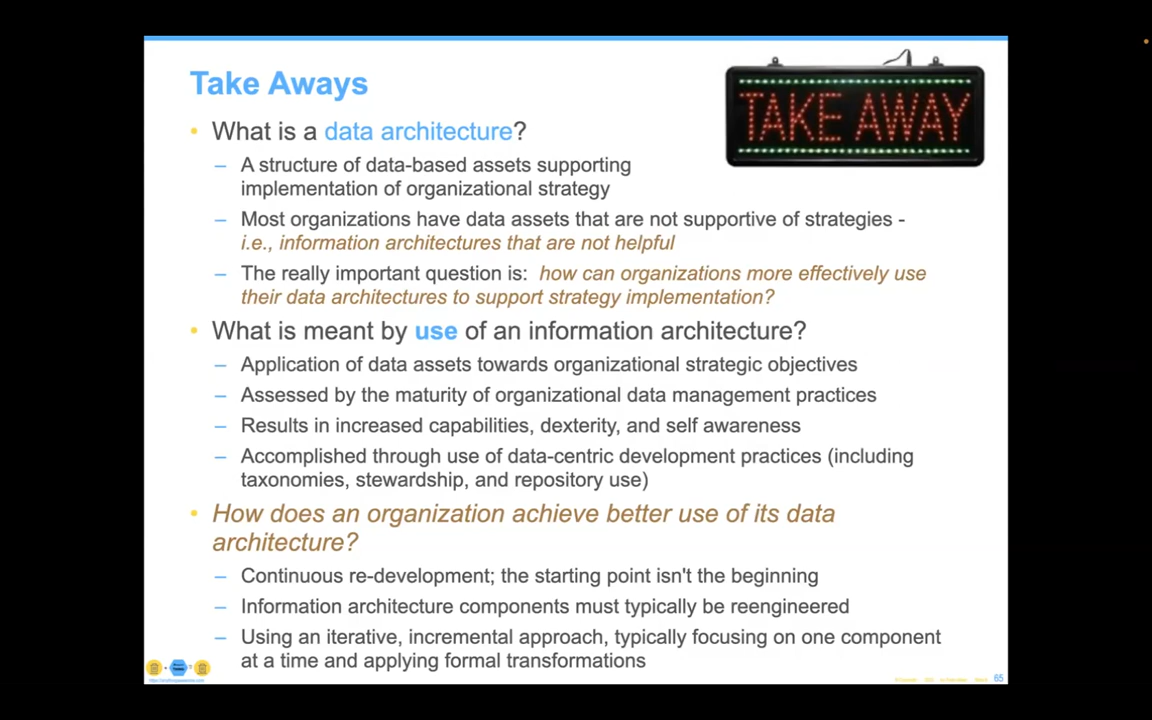 Take Aways
TAKE AWAY
• What is a data architecture?
– A structure of data-based assets supporting
implementation of organizational strategy
– Most organizations have data assets that are not supportive of strategies -
i.e., information architectures that are not helpful
– The really important question is: how can organizations more effectively use
their data architectures to support strategy implementation?
• What is meant by use of an information architecture?
– Application of data assets towards organizational strategic objectives
– Assessed by the maturity of organizational data management practices
– Results in increased capabilities, dexterity, and self awareness
– Accomplished through use of data-centric development practices (including
taxonomies, stewardship, and repository use)
• How does an organization achieve better use of its data
architecture?
– Continuous re-development; the starting point isn't the beginning
– Information architecture components must typically be reengineered
– Using an iterative, incremental approach, typically focusing on one component
at a time and applying formal transformations
65